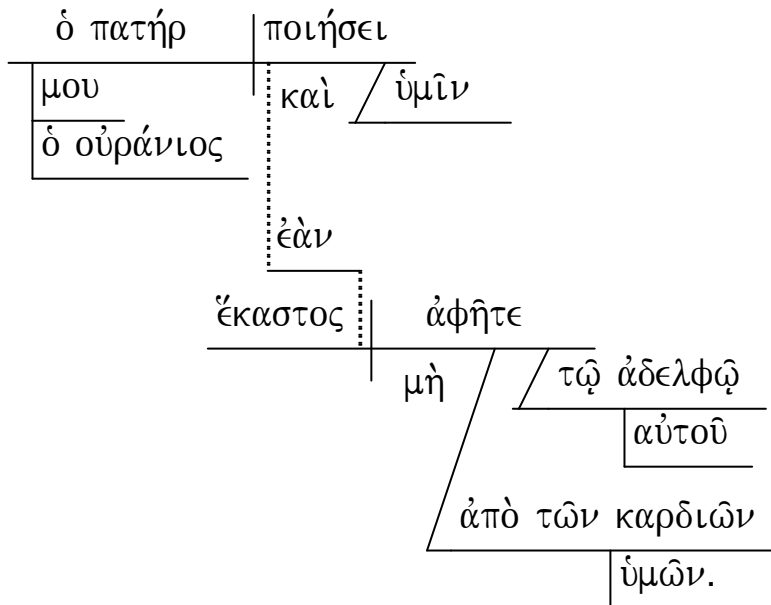 ὁ πατήρ ποιήσει
μου καὶ ὑμῖν
ὁ οὐράνιος
ἐὰν
ἕκαστος ἀφῆτε
μὴ τῷ ἀδελφῷ
αὐτοῦ
ἀπὸ τῶν καρδιῶν
ὑμῶν.